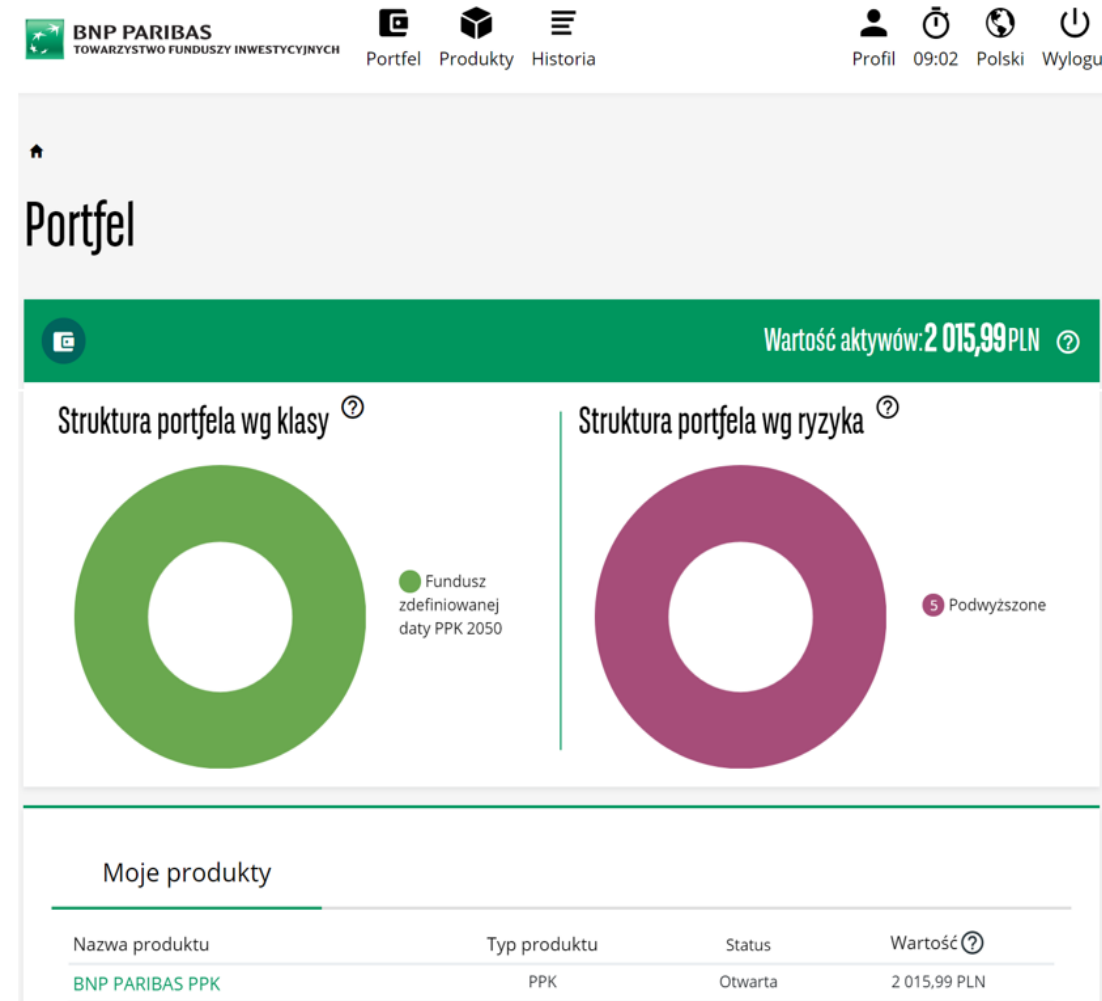 BNP PARIBAS
TOWARZYSTWO FUNDUSZY INWESTYCYJNYCH
Portfel Produkty Historia
Profil 09:02 Polski Wylogu
Portfel
Wartość aktywów: 2 015,99 PLN ?
Struktura portfela wg klasy ?
Fundusz
zdefiniowanej
daty PPK 2050
Struktura portfela wg ryzyka ?
5 Podwyższone
Moje produkty
Nazwa produktu Typ produktu Status Wartość ?
BNP PARIBAS PPK PPK Otwarta 2 015,99 PLN